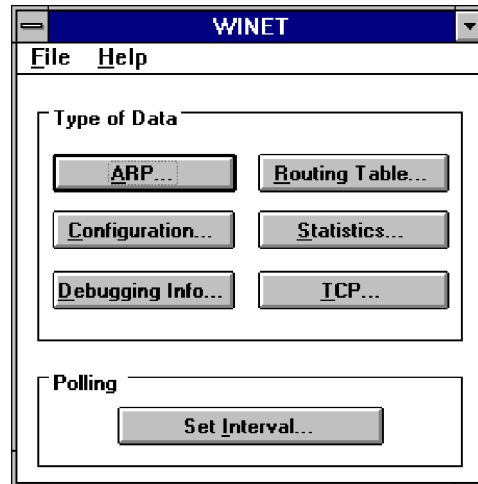 WINET
File Help
Type of Data
ARP... Routing Table...
Configuration... Statistics...
Debugging Info... TCP...
Polling
Set Interval...